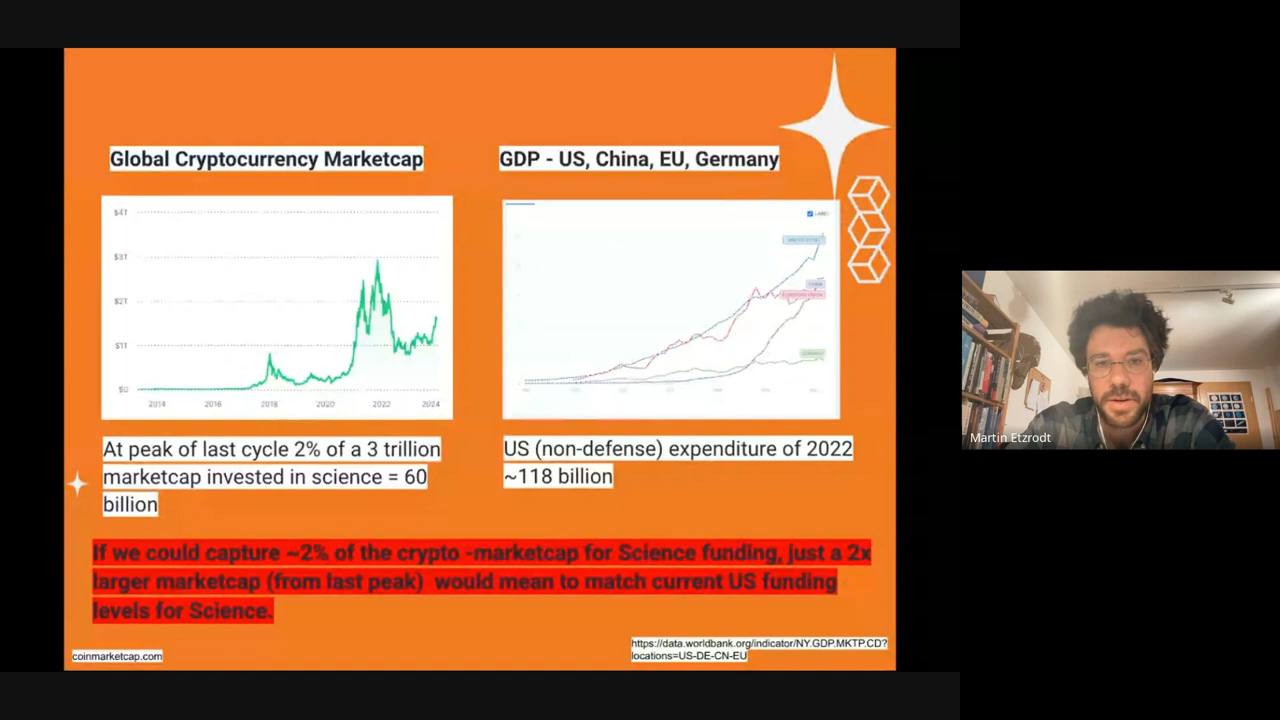 Global Cryptocurrency Marketcap
GDP - US, China, EU, Germany
$4T
$3T
$2T
$1T
$0
2014 2016 2018 2020 2022 2024
At peak of last cycle 2% of a 3 trillion
marketcap invested in science = 60
billion
US (non-defense) expenditure of 2022
~118 billion
If we could capture ~2% of the crypto -marketcap for Science funding, just a 2x
larger marketcap (from last peak) would mean to match current US funding
levels for Science.
coinmarketcap.com
https://data.worldbank.org/indicator/NY.GDP.MKTP.CD?
locations=US-DE-CN-EU
Martin Etzrodt